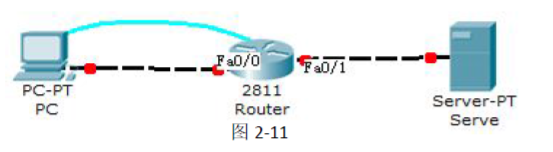 Fa0/0
Fa0/1
PC-PT
PC
2811
Router
Server-PT
Serve
图 2-11